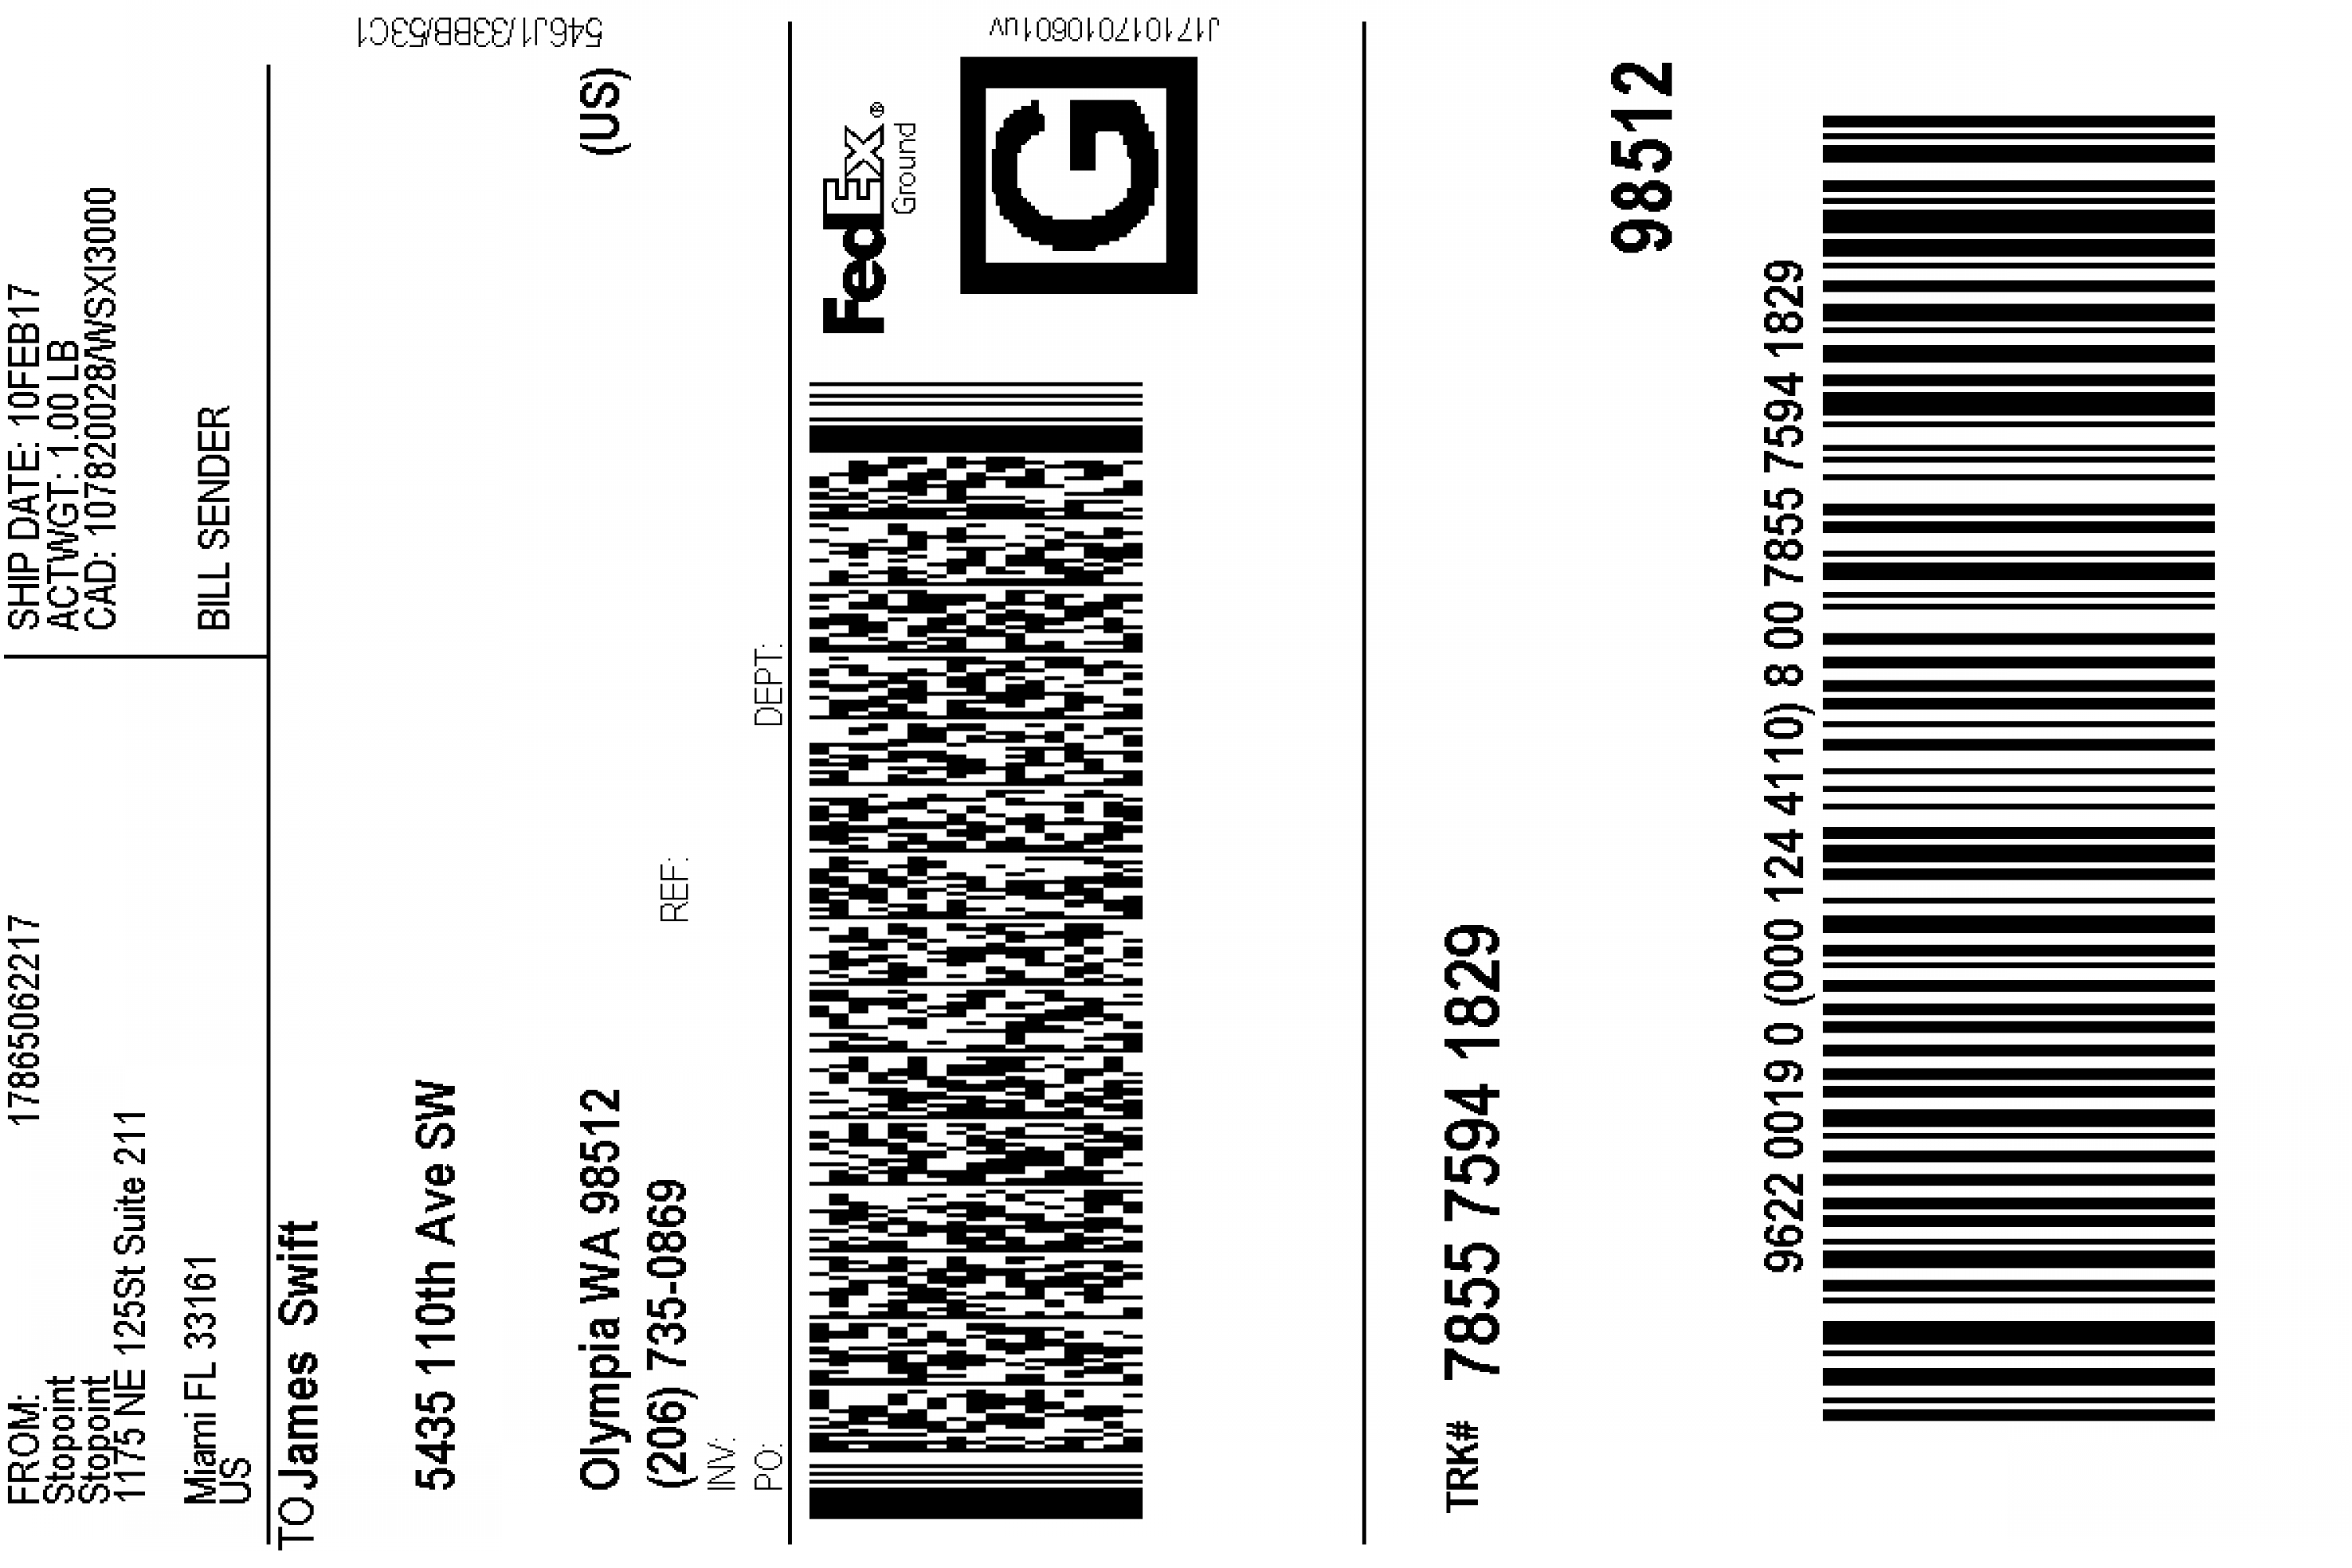 FROM: 17865062217
Stopoint
Stopoint
1175 NE 125St Suite 211
Miami FL 33161
US
SHIP DATE: 10FEB17
ACTWGT: 1.00 LB
CAD: 107820028/WSXI3000
BILL SENDER
TO James Swift
5435 110th Ave SW
Olympia WA 98512
(US)
(206) 735-0869
REF:
INV:
PO:
DEPT:
546J1/33BB/53C1
FedEx®
Ground
G
J171017010601uv
TRK# 7855 7594 1829
98512
9622 0019 0 (000 124 4110) 8 00 7855 7594 1829